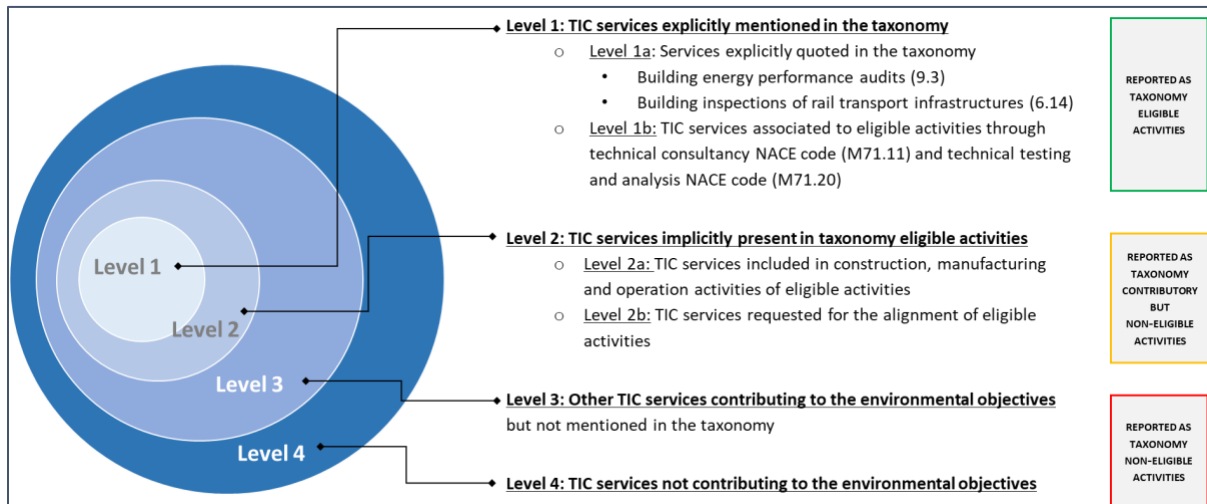 Level 1: TIC services explicitly mentioned in the taxonomy
o Level 1a: Services explicitly quoted in the taxonomy
• Building energy performance audits (9.3)
• Building inspections of rail transport infrastructures (6.14)
o Level 1b: TIC services associated to eligible activities through
technical consultancy NACE code (M71.11) and technical testing
and analysis NACE code (M71.20)
REPORTED AS
TAXONOMY
ELIGIBLE
ACTIVITIES
Level 2: TIC services implicitly present in taxonomy eligible activities
o Level 2a: TIC services included in construction, manufacturing
and operation activities of eligible activities
o Level 2b: TIC services requested for the alignment of eligible
activities
REPORTED AS
TAXONOMY
CONTRIBUTORY
BUT
NON-ELIGIBLE
ACTIVITIES
Level 3: Other TIC services contributing to the environmental objectives
but not mentioned in the taxonomy
Level 4: TIC services not contributing to the environmental objectives
REPORTED AS
TAXONOMY
NON-ELIGIBLE
ACTIVITIES
Level 1
Level 2
Level 3
Level 4